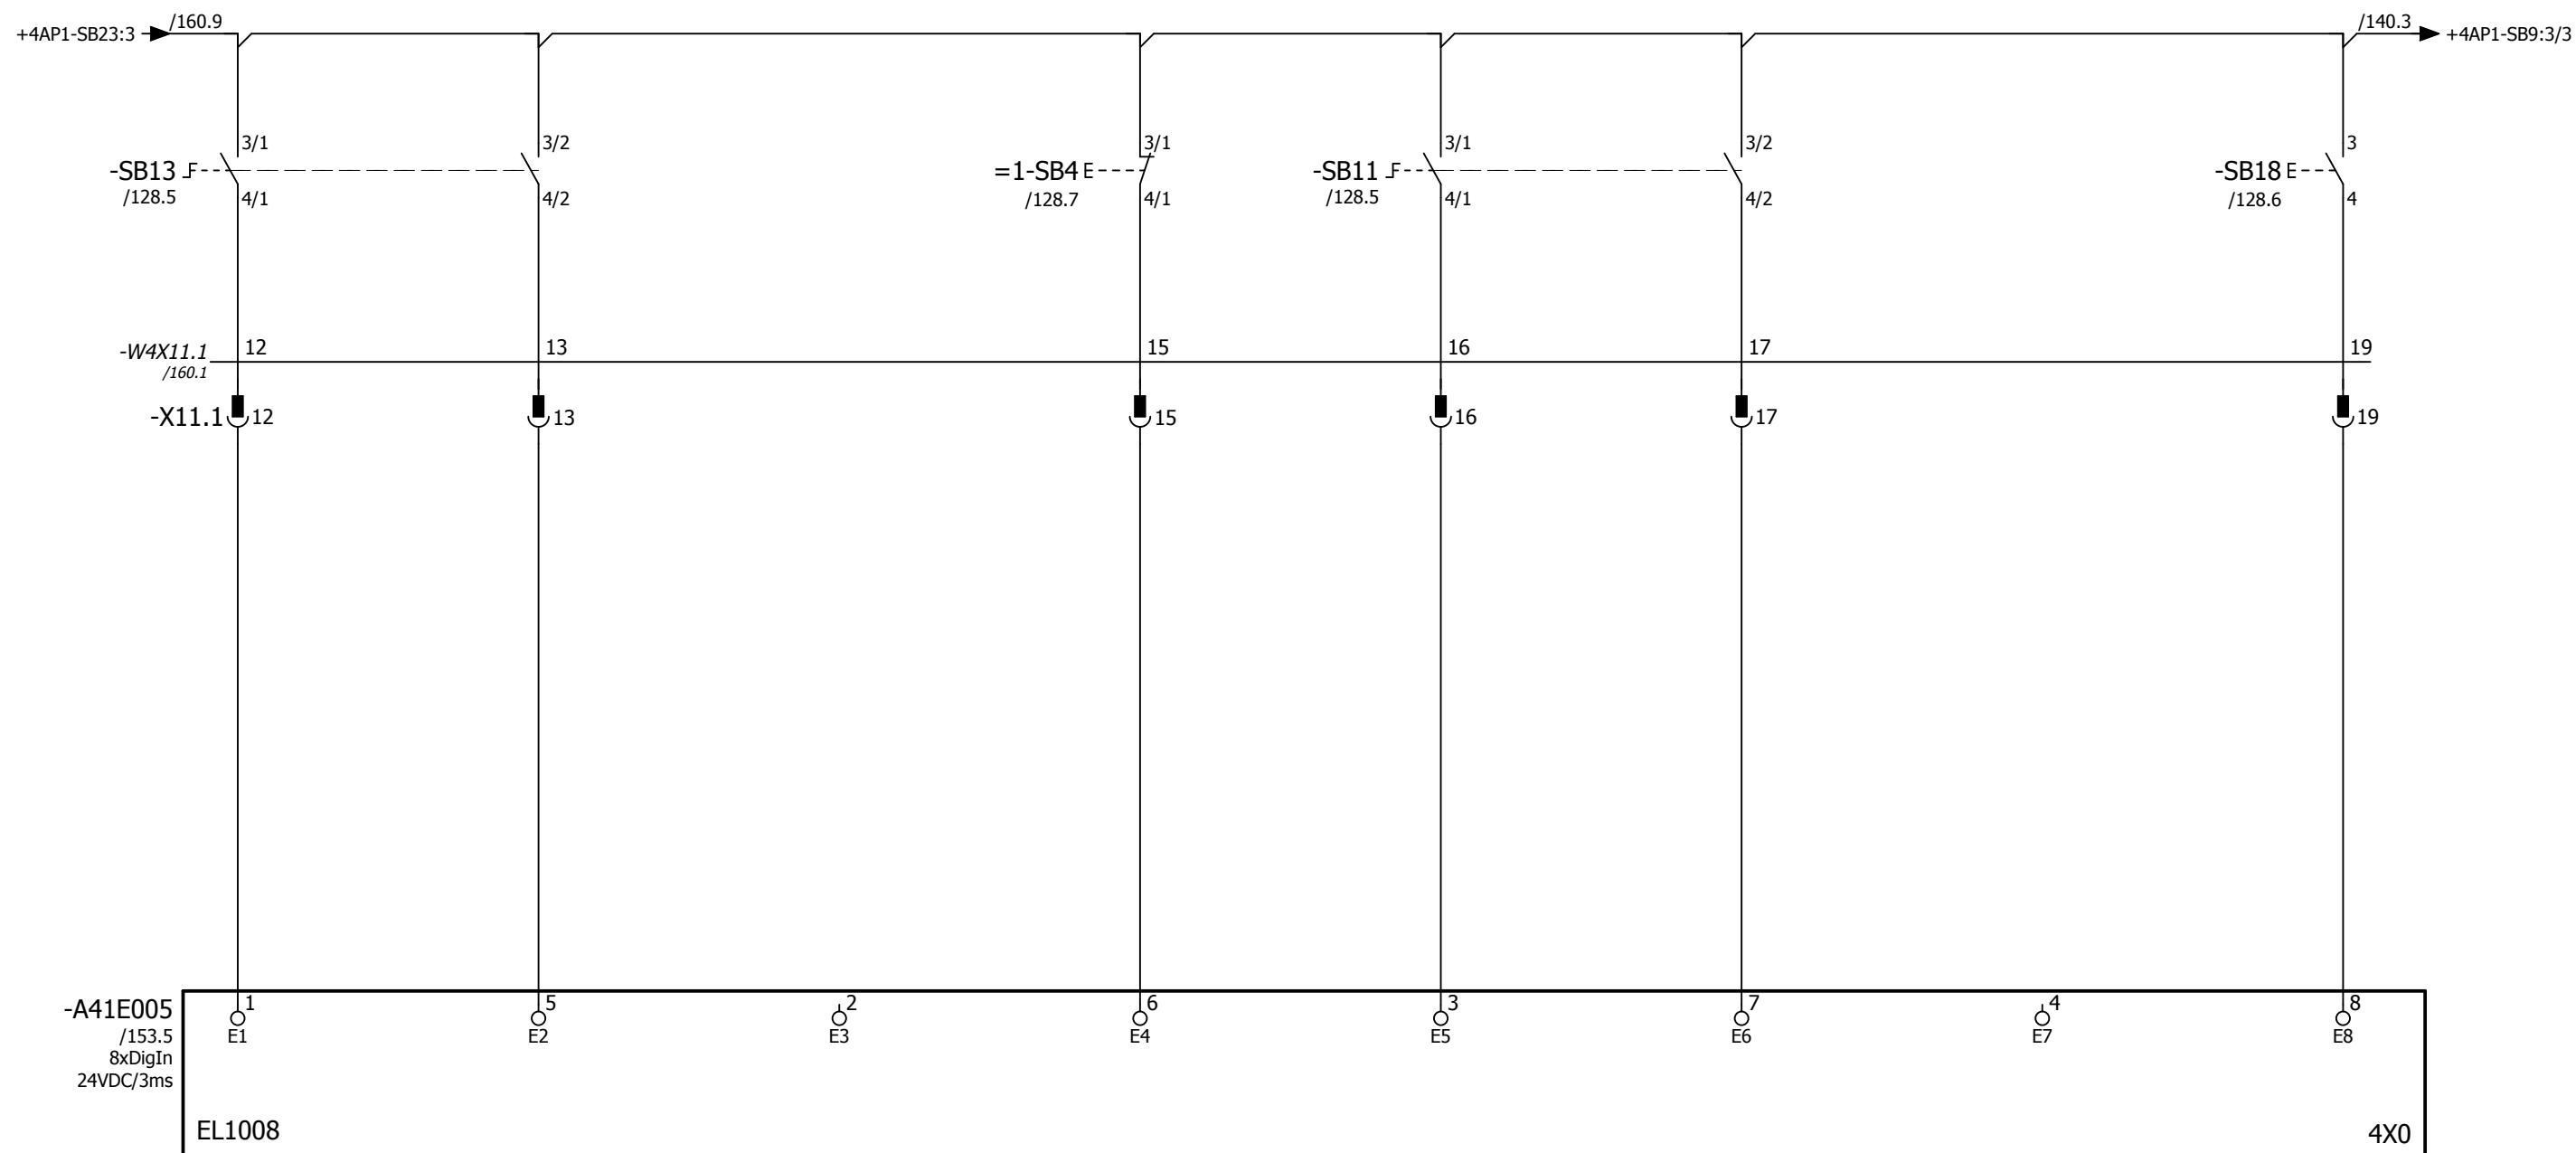 /160.9
/140.3
+4AP1-SB23:3
+4AP1-SB9:3/3
3/1
3/2
3/1
3/1
3/2
3
-SB13
=1-SB4
-SB11
-SB18
/128.5
/128.7
/128.5
/128.6
4/1
4/2
4/1
4/1
4/2
4
-W4X11.1
12
13
15
16
17
19
/160.1
-X11.1
12
13
15
16
17
19
-A41E005
1
5
2
6
3
7
4
8
/153.5
E1
E2
E3
E4
E5
E6
E7
E8
8xDigIn
24VDC/3ms
EL1008
4X0